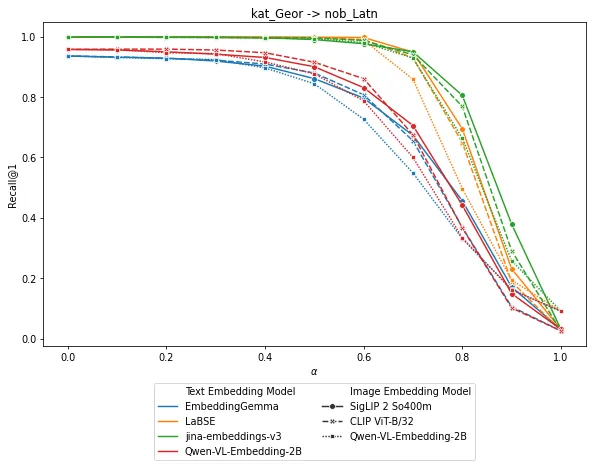 kat_Geor -> nob_Latn
Recall@1
1.0
0.8
0.6
0.4
0.2
0.0
0.0 0.2 0.4 0.6 0.8 1.0
α
Text Embedding Model
EmbeddingGemma
LaBSE
jina-embeddings-v3
Qwen-VL-Embedding-2B
Image Embedding Model
SigLIP 2 So400m
CLIP ViT-B/32
Qwen-VL-Embedding-2B